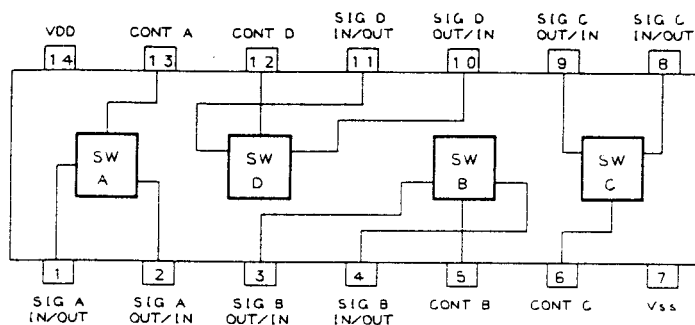 VDD CONT A CONT D SIG D IN/OUT SIG D OUT/IN SIG C OUT/IN SIG C IN/OUT
14 13 12 11 10 9 8
SW A
SW D
SW B
SW C
1 2 3 4 5 6 7
SIG A IN/OUT SIG A OUT/IN SIG B OUT/IN SIG B IN/OUT CONT B CONT C Vss